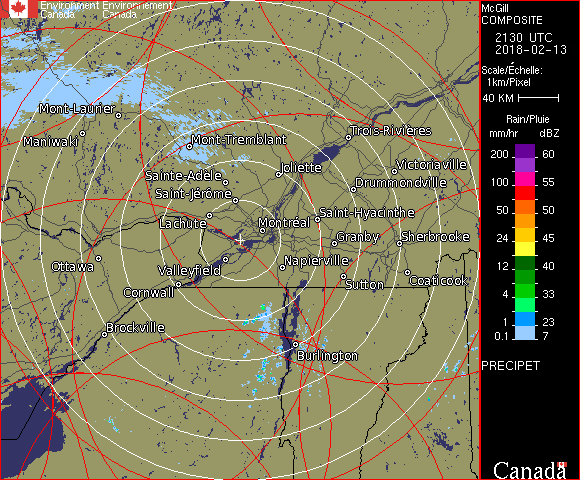 Environment Environnement
Canada Canada
McGill
COMPOSITE
2130 UTC
2018-02-13
Scale/Échelle:
1km/Pixel
40 KM
Rain/Pluie
mm/hr dBZ
200 60
100 55
50 50
24 45
12 40
4 33
1 23
0.1 7
PRECIPET
Canada
Mont-Laurier
Maniwaki
Mont-Tremblant
Trois-Rivières
Joliette
Victoriaville
Sainte-Adèle
Drummondville
Saint-Jérôme
Saint-Hyacinthe
Lachute
Montréal
Granby
Sherbrooke
Ottawa
Valleyfield
Napierville
Cornwall
Sutton
Coaticook
Brockville
Burlington